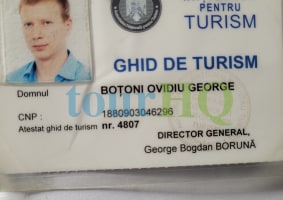 PENTRU
TURISM
GHID DE TURISM
Domnul
BOȚONI OVIDIU GEORGE
tourHQ
CNP :
1880903046296
Atestat ghid de turism nr. 4807
DIRECTOR GENERAL,
George Bogdan BORUNĂ